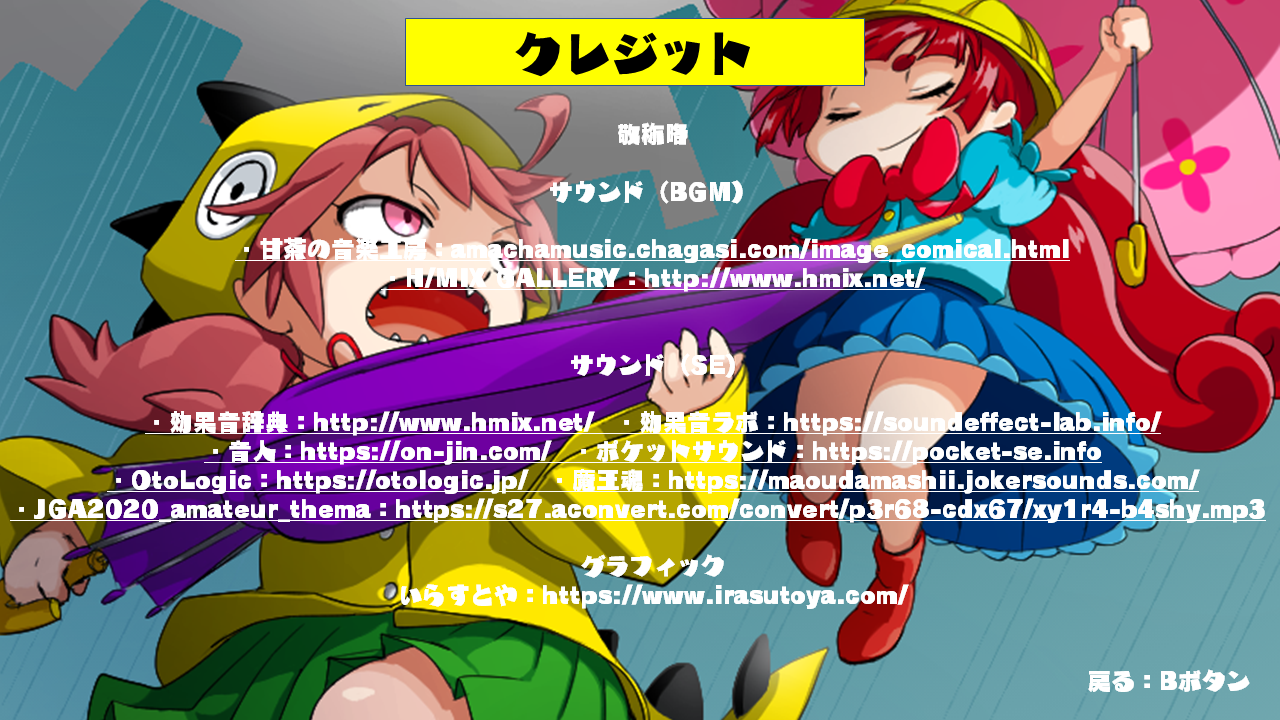 クレジット
敬称略
サウンド（BGM）
・甘茶の音楽工房：amachamusic.chagasi.com/image_comical.html
・H/MIX GALLERY：http://www.hmix.net/
サウンド（SE）
・効果音辞典：http://www.hmix.net/　・効果音ラボ：https://soundeffect-lab.info/
・音人：https://on-jin.com/　・ポケットサウンド：https://pocket-se.info
・OtoLogic：https://otologic.jp/　・魔王魂：https://maoudamashii.jokersounds.com/
・JGA2020_amateur_thema：https://s27.aconvert.com/convert/p3r68-cdx67/xy1r4-b4shy.mp3
グラフィック
いらすとや：https://www.irasutoya.com/
戻る：Bボタン